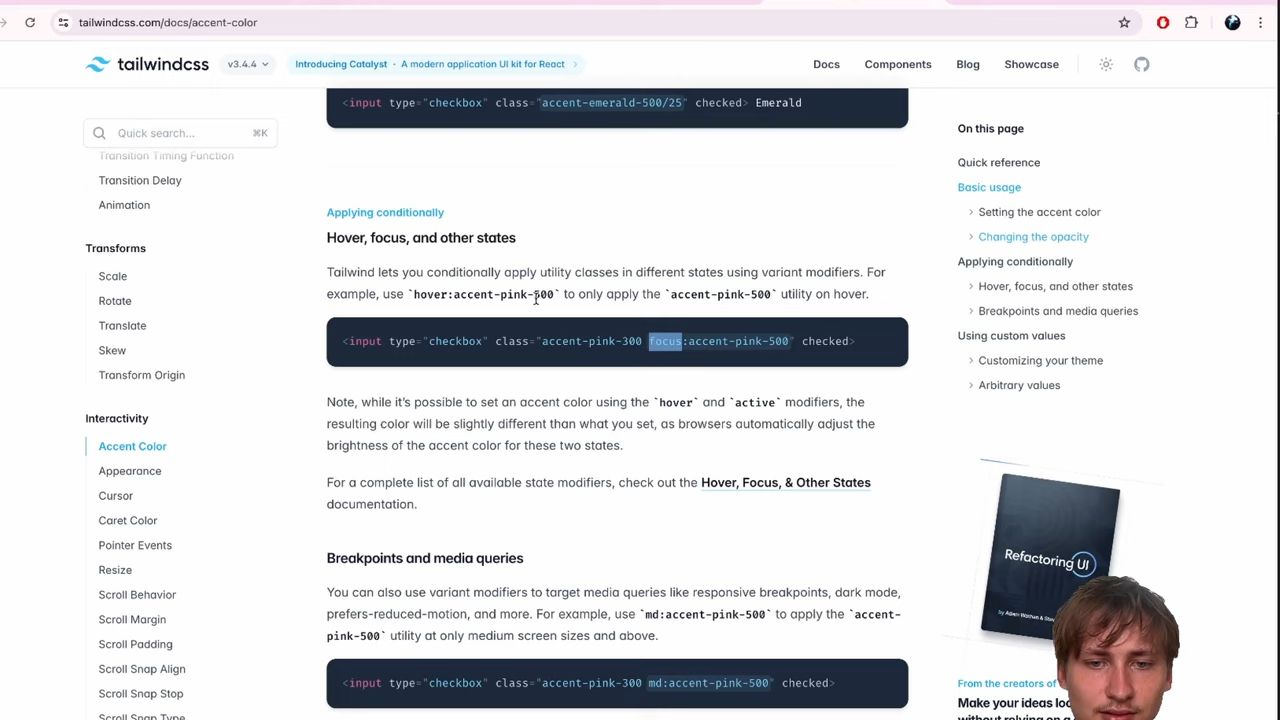 tailwindcss.com/docs/accent-color
tailwindcss
v3.4.4
Introducing Catalyst · A modern application UI kit for React
Docs
Components
Blog
Showcase
Quick search...
⌘K
Transition Timing Function
Transition Delay
Animation
Transforms
Scale
Rotate
Translate
Skew
Transform Origin
Interactivity
Accent Color
Appearance
Cursor
Caret Color
Pointer Events
Resize
Scroll Behavior
Scroll Margin
Scroll Padding
Scroll Snap Align
Scroll Snap Stop
Scroll Snap Type
<input type="checkbox" class="accent-emerald-500/25" checked> Emerald
Applying conditionally
Hover, focus, and other states
Tailwind lets you conditionally apply utility classes in different states using variant modifiers. For
example, use `hover:accent-pink-500` to only apply the `accent-pink-500` utility on hover.
<input type="checkbox" class="accent-pink-300 focus:accent-pink-500" checked>
Note, while it's possible to set an accent color using the `hover` and `active` modifiers, the
resulting color will be slightly different than what you set, as browsers automatically adjust the
brightness of the accent color for these two states.
For a complete list of all available state modifiers, check out the Hover, Focus, & Other States
documentation.
Breakpoints and media queries
You can also use variant modifiers to target media queries like responsive breakpoints, dark mode,
prefers-reduced-motion, and more. For example, use `md:accent-pink-500` to apply the `accent-
pink-500` utility at only medium screen sizes and above.
<input type="checkbox" class="accent-pink-300 md:accent-pink-500" checked>
On this page
Quick reference
Basic usage
Setting the accent color
Changing the opacity
Applying conditionally
Hover, focus, and other states
Breakpoints and media queries
Using custom values
Customizing your theme
Arbitrary values
Refactoring UI
by Adam Wathan &
From the creators of
Make your ideas
without relying on a